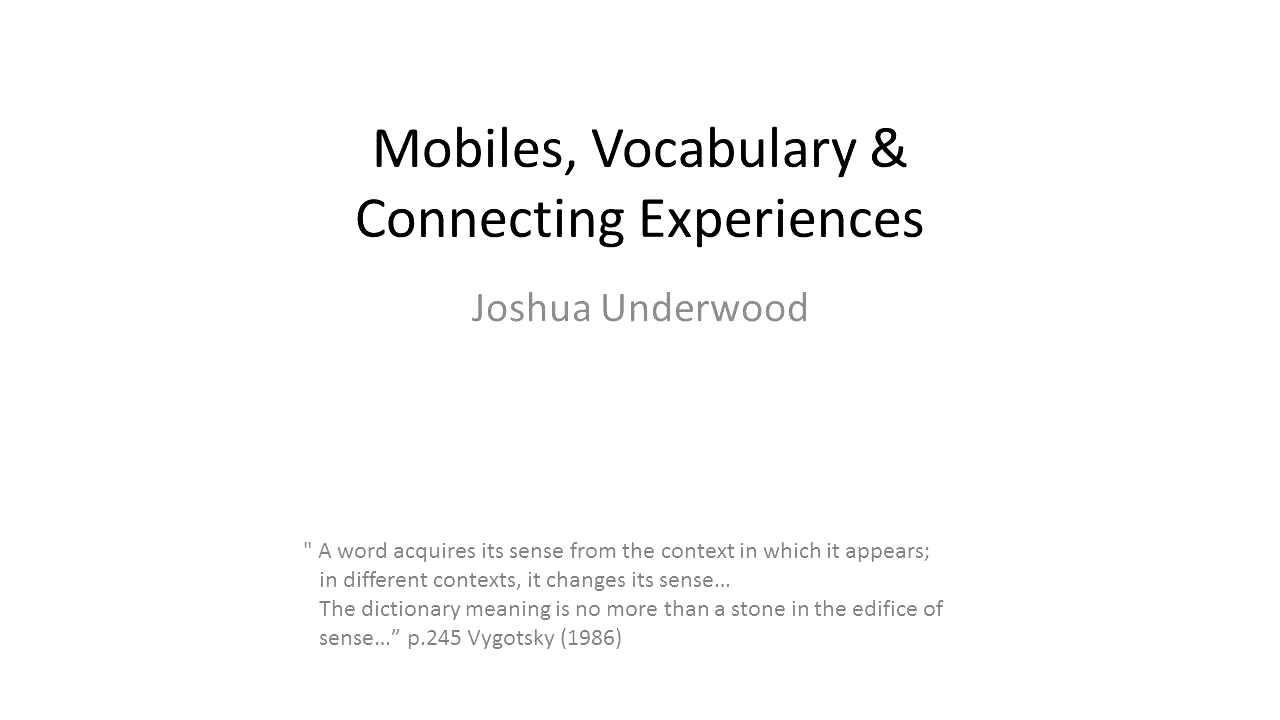 Mobiles, Vocabulary &
Connecting Experiences
Joshua Underwood
" A word acquires its sense from the context in which it appears;
in different contexts, it changes its sense…
The dictionary meaning is no more than a stone in the edifice of
sense…” p.245 Vygotsky (1986)